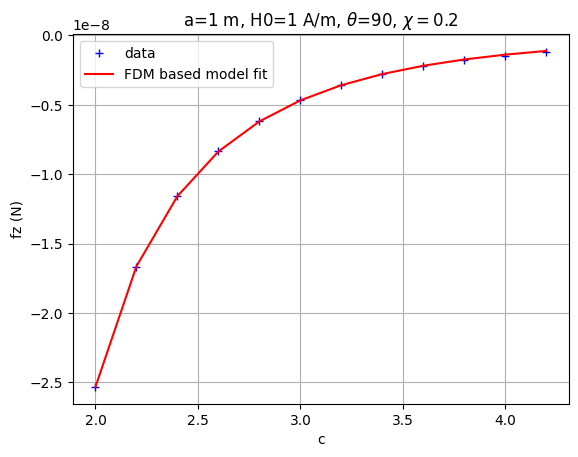 a=1 m, H0=1 A/m, θ=90, χ = 0.2
1e−8
0.0
data
FDM based model fit
−0.5
−1.0
−1.5
−2.0
−2.5
fz (N)
2.0 2.5 3.0 3.5 4.0
c